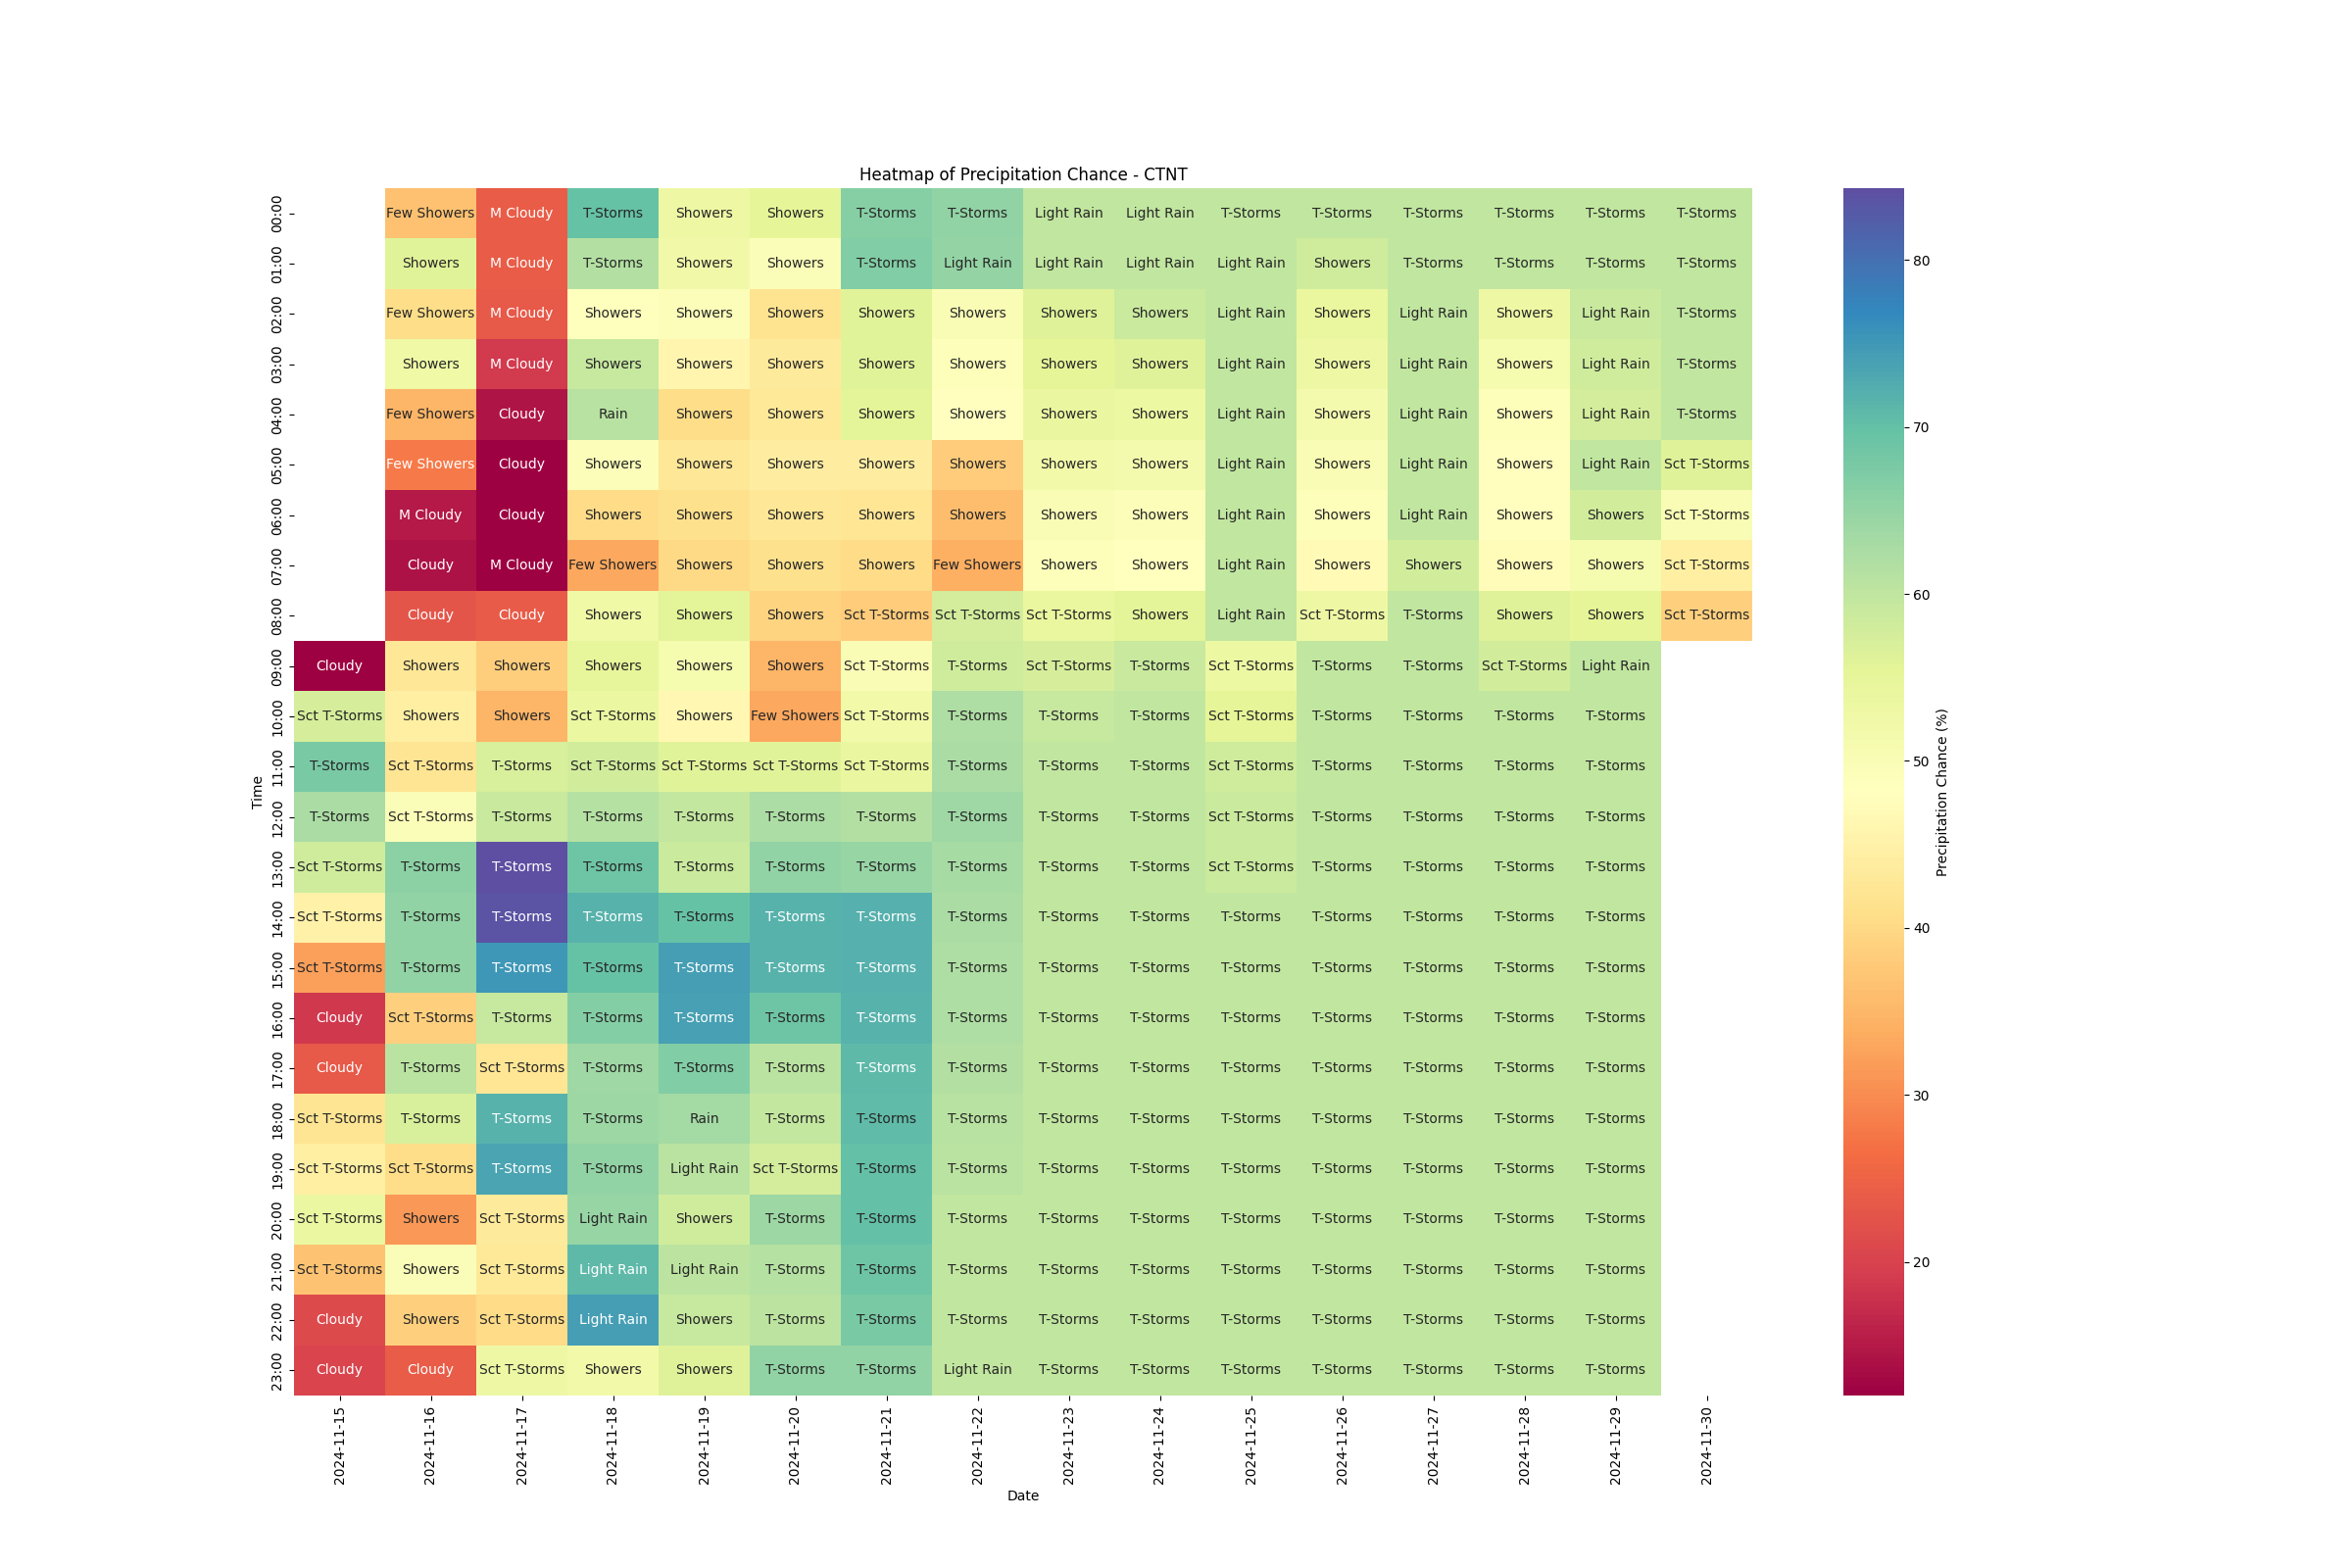 Heatmap of Precipitation Chance - CTNT
00:00 Few Showers M Cloudy T-Storms Showers Showers T-Storms T-Storms Light Rain Light Rain T-Storms T-Storms T-Storms T-Storms T-Storms T-Storms
01:00 Showers M Cloudy T-Storms Showers Showers T-Storms Light Rain Light Rain Light Rain Light Rain Showers T-Storms T-Storms T-Storms T-Storms
80
02:00 Few Showers M Cloudy Showers Showers Showers Showers Showers Showers Showers Light Rain Showers Light Rain Showers Light Rain T-Storms
03:00 Showers M Cloudy Showers Showers Showers Showers Showers Showers Showers Light Rain Showers Light Rain Showers Light Rain T-Storms
04:00 Few Showers Cloudy Rain Showers Showers Showers Showers Showers Showers Light Rain Showers Light Rain Showers Light Rain T-Storms
70
05:00 Few Showers Cloudy Showers Showers Showers Showers Showers Showers Showers Light Rain Showers Light Rain Showers Light Rain Sct T-Storms
06:00 M Cloudy Cloudy Showers Showers Showers Showers Showers Showers Showers Light Rain Showers Light Rain Showers Showers Sct T-Storms
07:00 Cloudy M Cloudy Few Showers Showers Showers Showers Few Showers Showers Showers Light Rain Showers Showers Showers Showers Sct T-Storms
60
08:00 Cloudy Cloudy Showers Showers Showers Sct T-Storms Sct T-Storms Sct T-Storms Showers Light Rain Sct T-Storms T-Storms Showers Showers Sct T-Storms
09:00 Cloudy Showers Showers Showers Showers Showers Sct T-Storms T-Storms Sct T-Storms T-Storms Sct T-Storms T-Storms T-Storms Sct T-Storms Light Rain
10:00 Sct T-Storms Showers Showers Sct T-Storms Showers Few Showers Sct T-Storms T-Storms T-Storms T-Storms Sct T-Storms T-Storms T-Storms T-Storms T-Storms
50
11:00 T-Storms Sct T-Storms T-Storms Sct T-Storms Sct T-Storms Sct T-Storms Sct T-Storms T-Storms T-Storms T-Storms Sct T-Storms T-Storms T-Storms T-Storms T-Storms
Time
Precipitation Chance (%)
12:00 T-Storms Sct T-Storms T-Storms T-Storms T-Storms T-Storms T-Storms T-Storms T-Storms T-Storms Sct T-Storms T-Storms T-Storms T-Storms T-Storms
13:00 Sct T-Storms T-Storms T-Storms T-Storms T-Storms T-Storms T-Storms T-Storms T-Storms T-Storms Sct T-Storms T-Storms T-Storms T-Storms T-Storms
14:00 Sct T-Storms T-Storms T-Storms T-Storms T-Storms T-Storms T-Storms T-Storms T-Storms T-Storms T-Storms T-Storms T-Storms T-Storms T-Storms
40
15:00 Sct T-Storms T-Storms T-Storms T-Storms T-Storms T-Storms T-Storms T-Storms T-Storms T-Storms T-Storms T-Storms T-Storms T-Storms T-Storms
16:00 Cloudy Sct T-Storms T-Storms T-Storms T-Storms T-Storms T-Storms T-Storms T-Storms T-Storms T-Storms T-Storms T-Storms T-Storms T-Storms
17:00 Cloudy T-Storms Sct T-Storms T-Storms T-Storms T-Storms T-Storms T-Storms T-Storms T-Storms T-Storms T-Storms T-Storms T-Storms T-Storms
30
18:00 Sct T-Storms T-Storms T-Storms T-Storms Rain T-Storms T-Storms T-Storms T-Storms T-Storms T-Storms T-Storms T-Storms T-Storms T-Storms
19:00 Sct T-Storms Sct T-Storms T-Storms T-Storms Light Rain Sct T-Storms T-Storms T-Storms T-Storms T-Storms T-Storms T-Storms T-Storms T-Storms T-Storms
20:00 Sct T-Storms Showers Sct T-Storms Light Rain Showers T-Storms T-Storms T-Storms T-Storms T-Storms T-Storms T-Storms T-Storms T-Storms T-Storms
20
21:00 Sct T-Storms Showers Sct T-Storms Light Rain Light Rain T-Storms T-Storms T-Storms T-Storms T-Storms T-Storms T-Storms T-Storms T-Storms T-Storms
22:00 Cloudy Showers Sct T-Storms Light Rain Showers T-Storms T-Storms T-Storms T-Storms T-Storms T-Storms T-Storms T-Storms T-Storms T-Storms
23:00 Cloudy Cloudy Sct T-Storms Showers Showers T-Storms T-Storms Light Rain T-Storms T-Storms T-Storms T-Storms T-Storms T-Storms T-Storms
2024-11-15 2024-11-16 2024-11-17 2024-11-18 2024-11-19 2024-11-20 2024-11-21 2024-11-22 2024-11-23 2024-11-24 2024-11-25 2024-11-26 2024-11-27 2024-11-28 2024-11-29 2024-11-30
Date